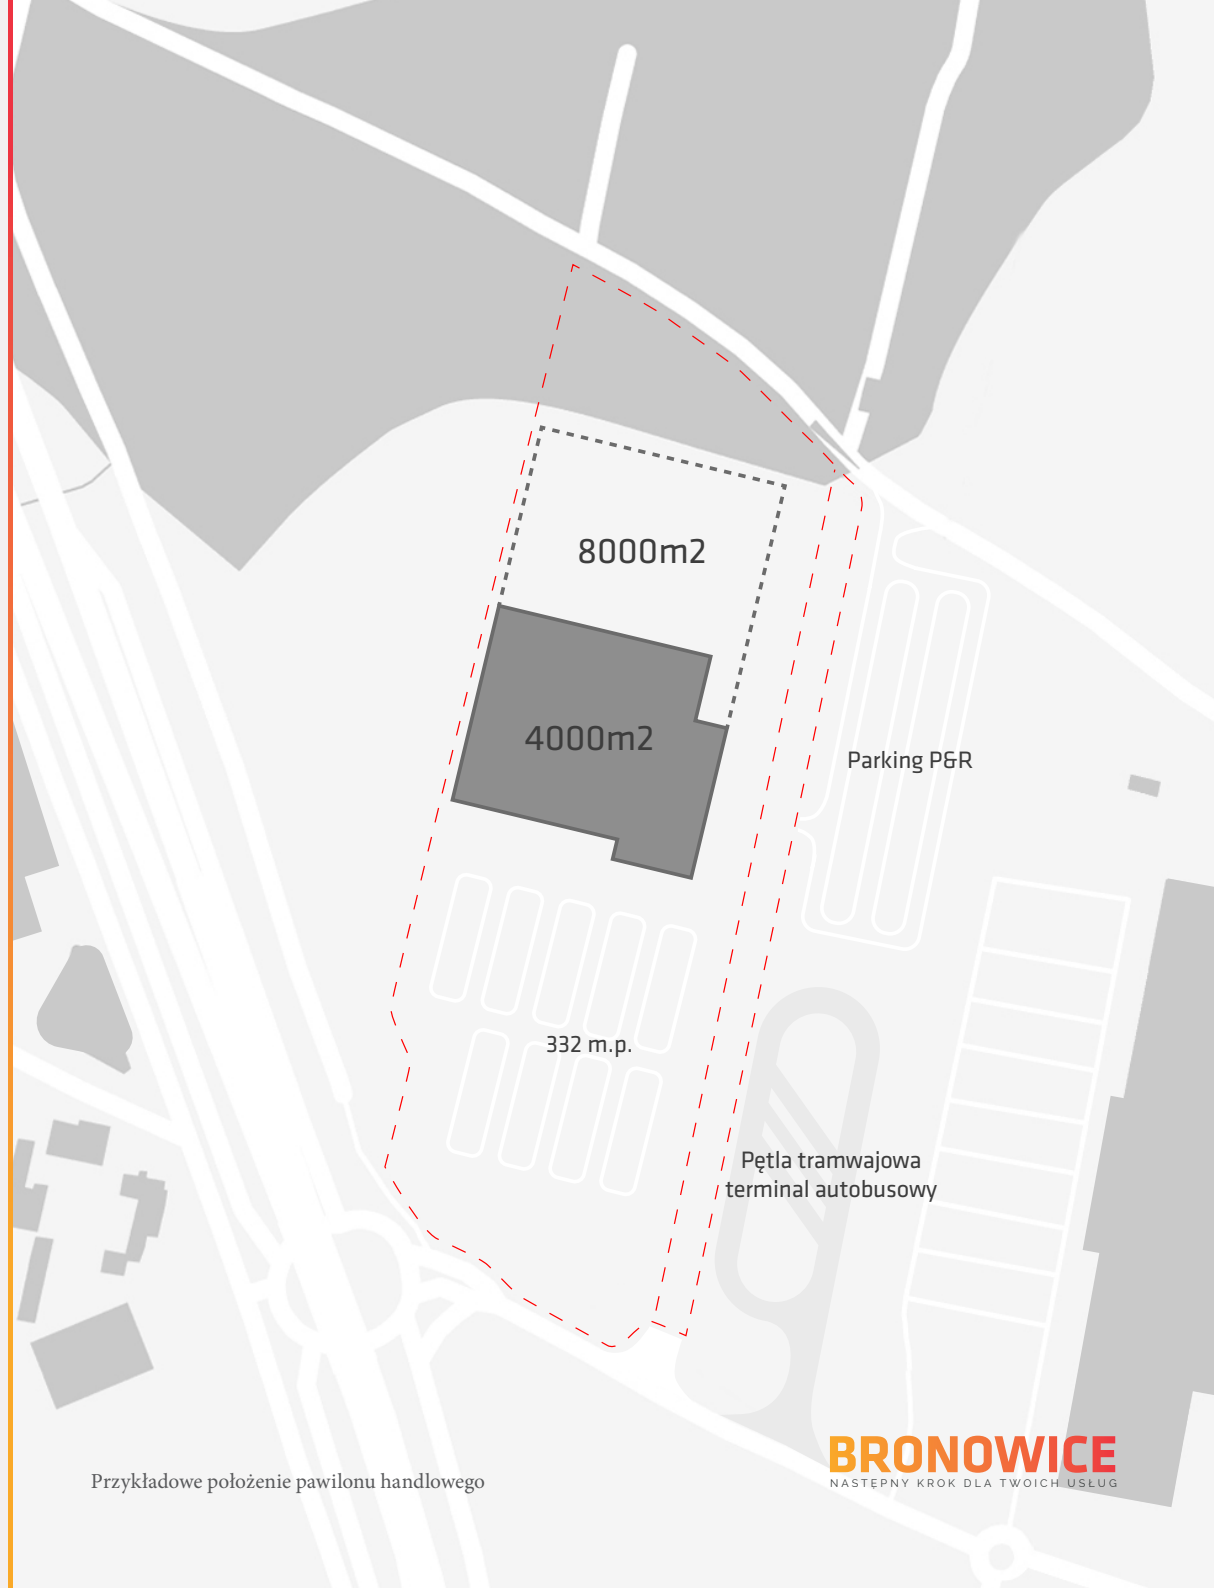 8000m2
4000m2
Parking P&R
332 m.p.
Pętla tramwajowa
terminal autobusowy
BRONOWICE
NASTĘPNY KROK DLA TWOICH USŁUG
Przykładowe położenie pawilonu handlowego